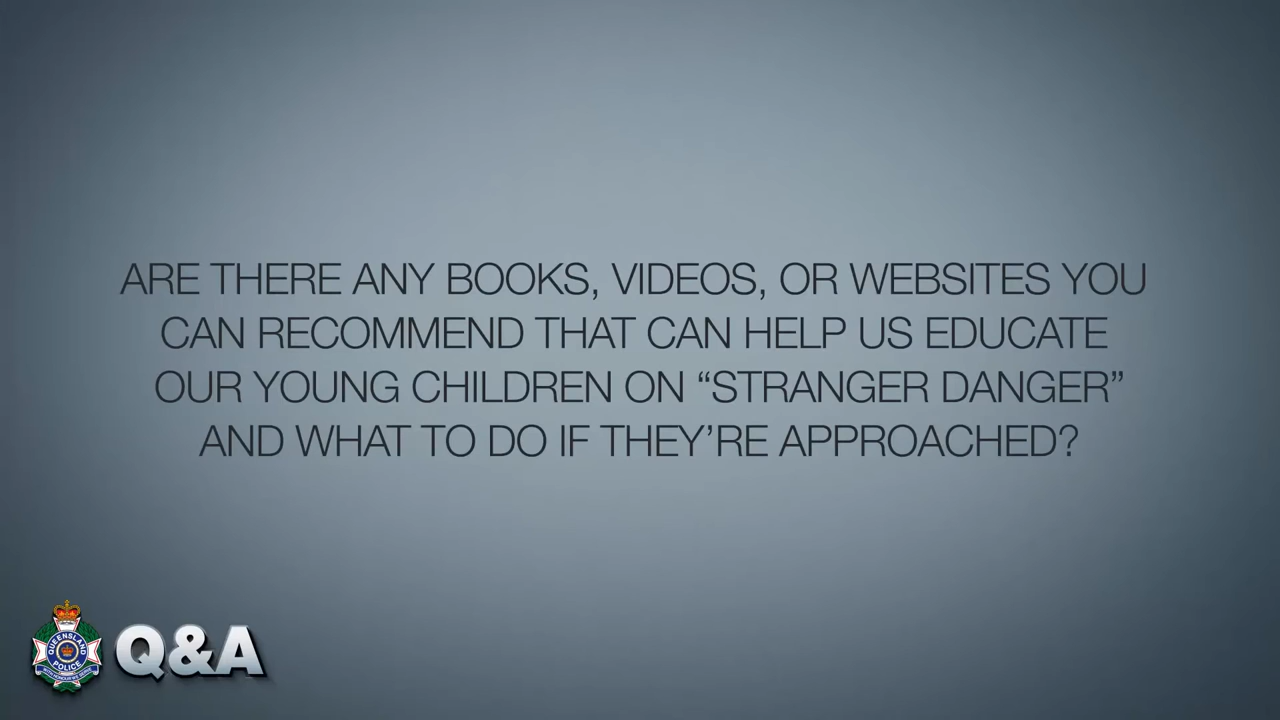 ARE THERE ANY BOOKS, VIDEOS, OR WEBSITES YOU
CAN RECOMMEND THAT CAN HELP US EDUCATE
OUR YOUNG CHILDREN ON “STRANGER DANGER”
AND WHAT TO DO IF THEY’RE APPROACHED?
QUEENSLAND
POLICE
Q&A